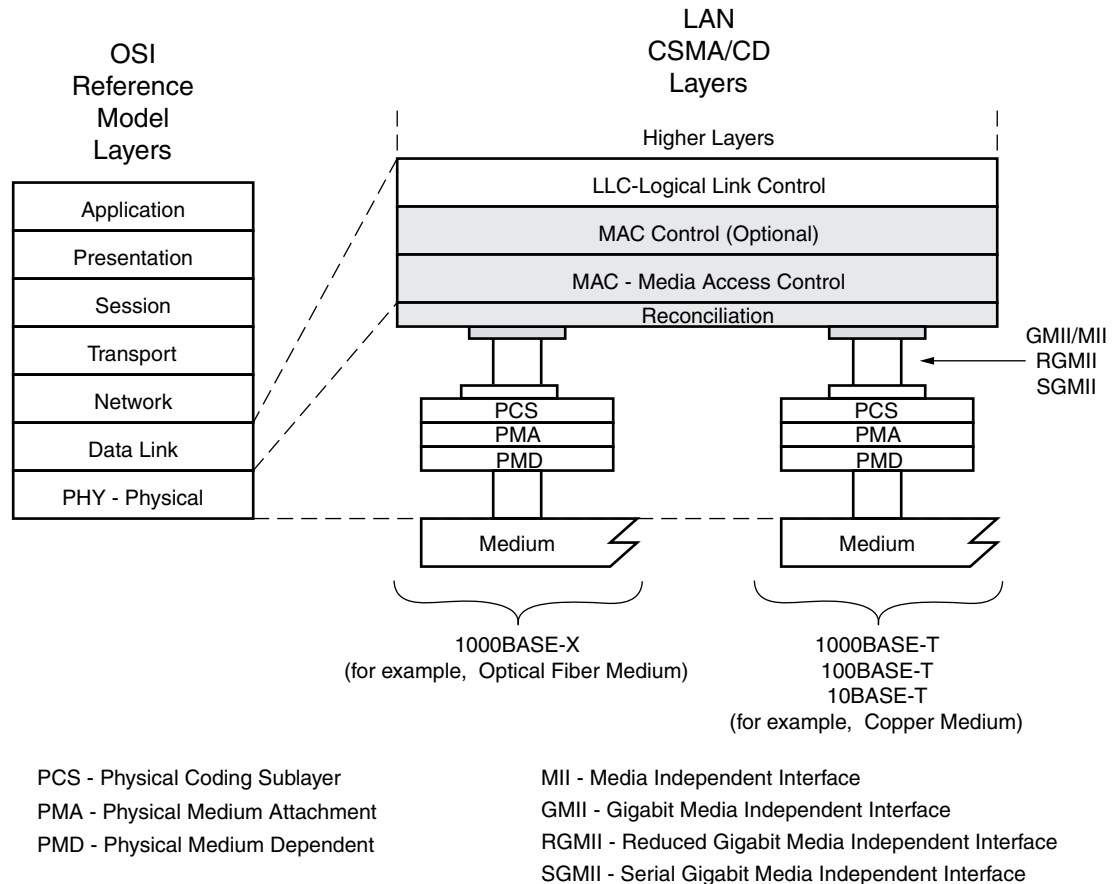 OSI
Reference
Model
Layers
Application
Presentation
Session
Transport
Network
Data Link
PHY - Physical
LAN
CSMA/CD
Layers
Higher Layers
LLC-Logical Link Control
MAC Control (Optional)
MAC - Media Access Control
Reconciliation
GMII/MII
RGMII
SGMII
PCS
PMA
PMD
Medium
1000BASE-X
(for example, Optical Fiber Medium)
PCS
PMA
PMD
Medium
1000BASE-T
100BASE-T
10BASE-T
(for example, Copper Medium)
PCS - Physical Coding Sublayer
PMA - Physical Medium Attachment
PMD - Physical Medium Dependent
MII - Media Independent Interface
GMII - Gigabit Media Independent Interface
RGMII - Reduced Gigabit Media Independent Interface
SGMII - Serial Gigabit Media Independent Interface